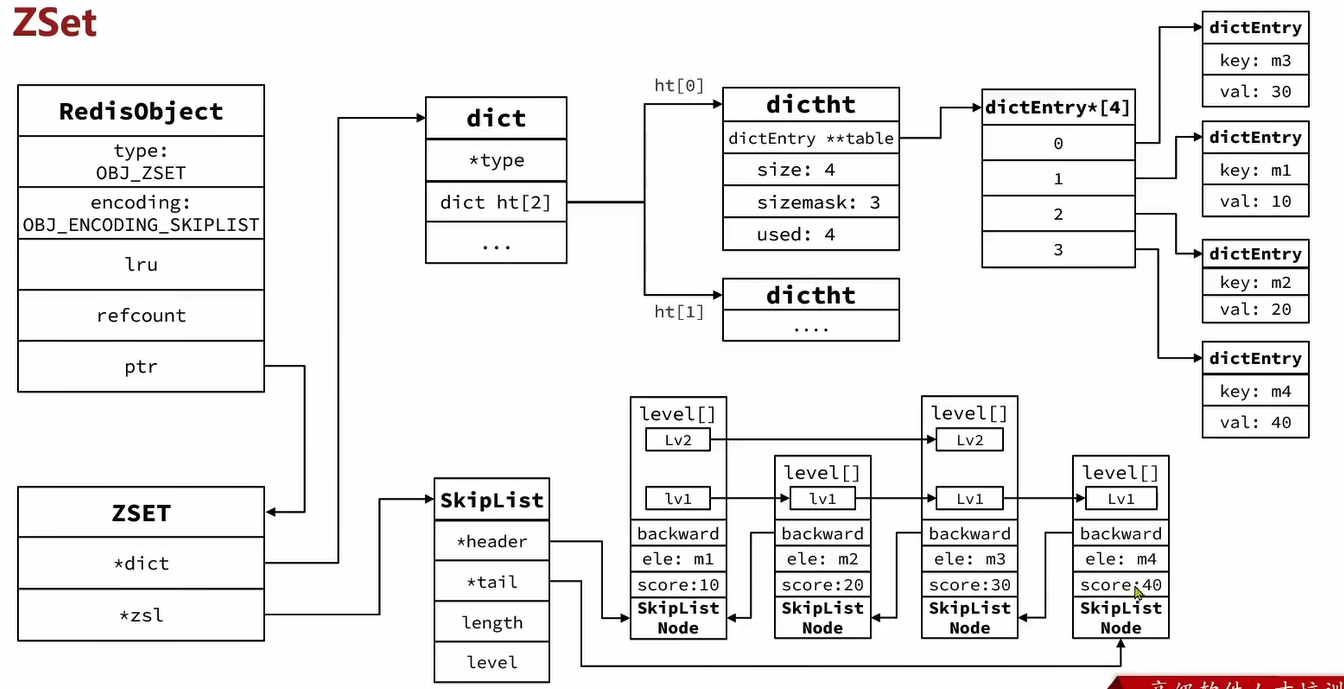 ZSet
RedisObject
type:
OBJ_ZSET
encoding:
OBJ_ENCODING_SKIPLIST
lru
refcount
ptr
ZSET
*dict
*zsl
dict
*type
dict ht[2]
...
ht[0]
ht[1]
dictht
dictEntry **table
size: 4
sizemask: 3
used: 4
dictht
....
dictEntry*[4]
0
1
2
3
dictEntry
key: m3
val: 30
dictEntry
key: m1
val: 10
dictEntry
key: m2
val: 20
dictEntry
key: m4
val: 40
SkipList
*header
*tail
length
level
level[]
Lv2
lv1
backward
ele: m1
score:10
SkipList
Node
level[]
lv1
backward
ele: m2
score:20
SkipList
Node
level[]
Lv2
Lv1
backward
ele: m3
score:30
SkipList
Node
level[]
Lv1
backward
ele: m4
score:40
SkipList
Node